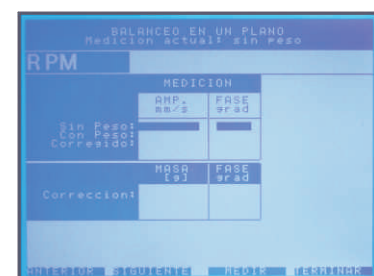 BALANCEO EN UN PLANO
Medicion actual: sin peso
RPM
MEDICION
AMP. FASE
mm/s grad
Sin Peso:
Con Peso:
Corregido:
MASA FASE
[g] grad
Correccion:
ANTERIOR SIGUIENTE MEDIR TERMINAR